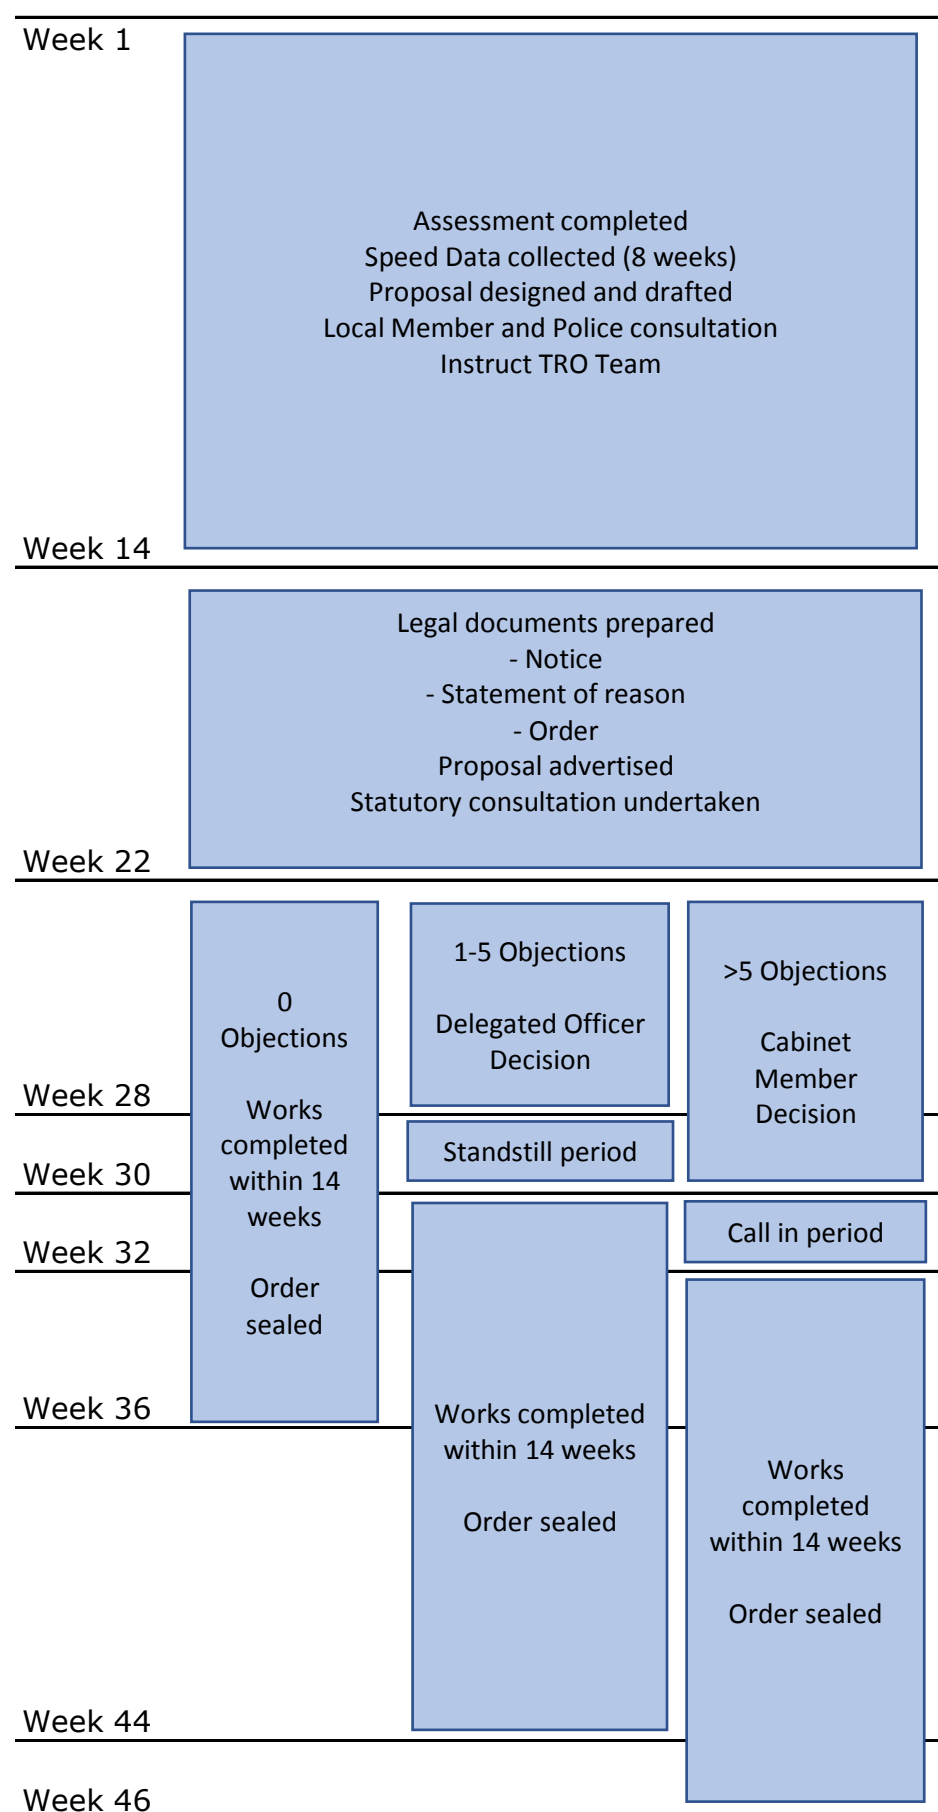 Week 1
Assessment completed
Speed Data collected (8 weeks)
Proposal designed and drafted
Local Member and Police consultation
Instruct TRO Team
Week 14
Legal documents prepared
- Notice
- Statement of reason
- Order
Proposal advertised
Statutory consultation undertaken
Week 22
0
Objections
Works
completed
within 14
weeks
Order
sealed
1-5 Objections
Delegated Officer
Decision
>5 Objections
Cabinet
Member
Decision
Week 28
Standstill period
Week 30
Call in period
Week 32
Week 36
Works completed
within 14 weeks
Order sealed
Works
completed
within 14 weeks
Order sealed
Week 44
Week 46